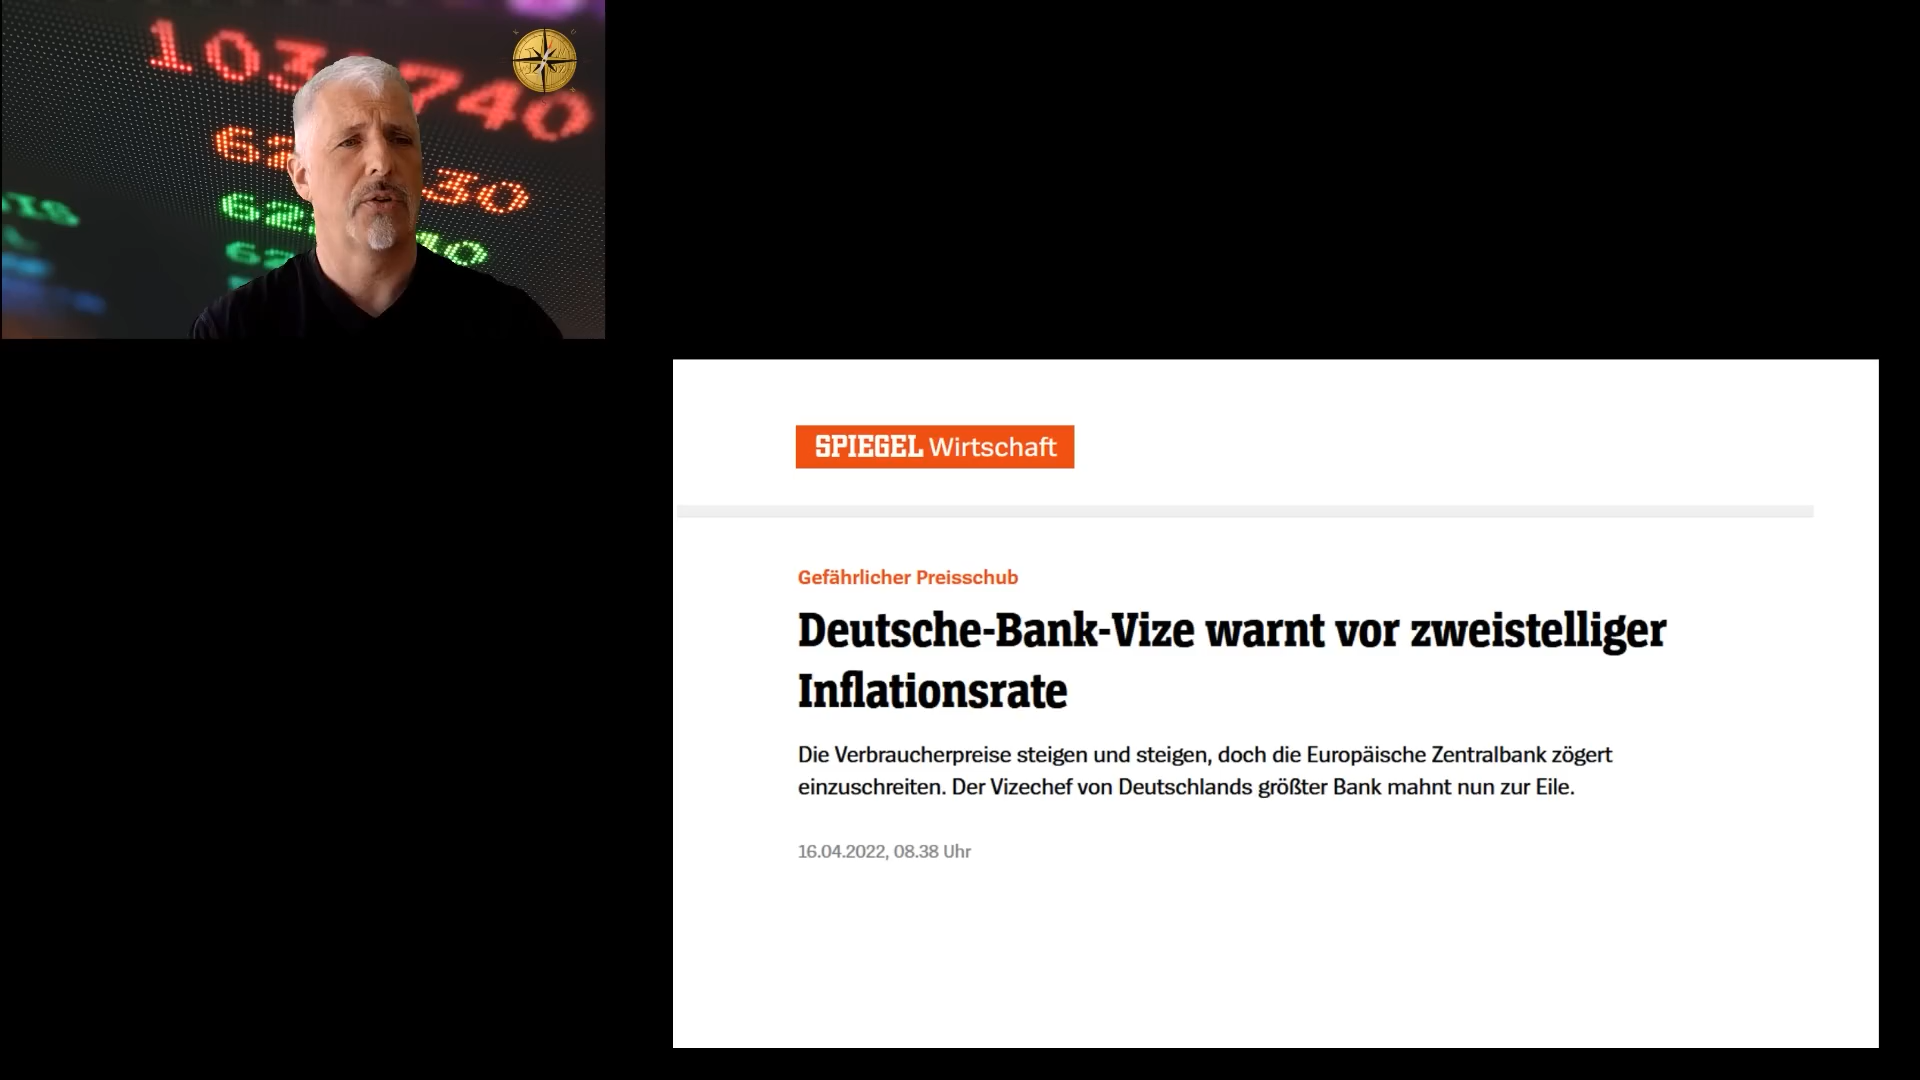 SPIEGEL Wirtschaft
Gefährlicher Preisschub
Deutsche-Bank-Vize warnt vor zweistelliger
Inflationsrate
Die Verbraucherpreise steigen und steigen, doch die Europäische Zentralbank zögert
einzuschreiten. Der Vizechef von Deutschlands größter Bank mahnt nun zur Eile.
16.04.2022, 08.38 Uhr